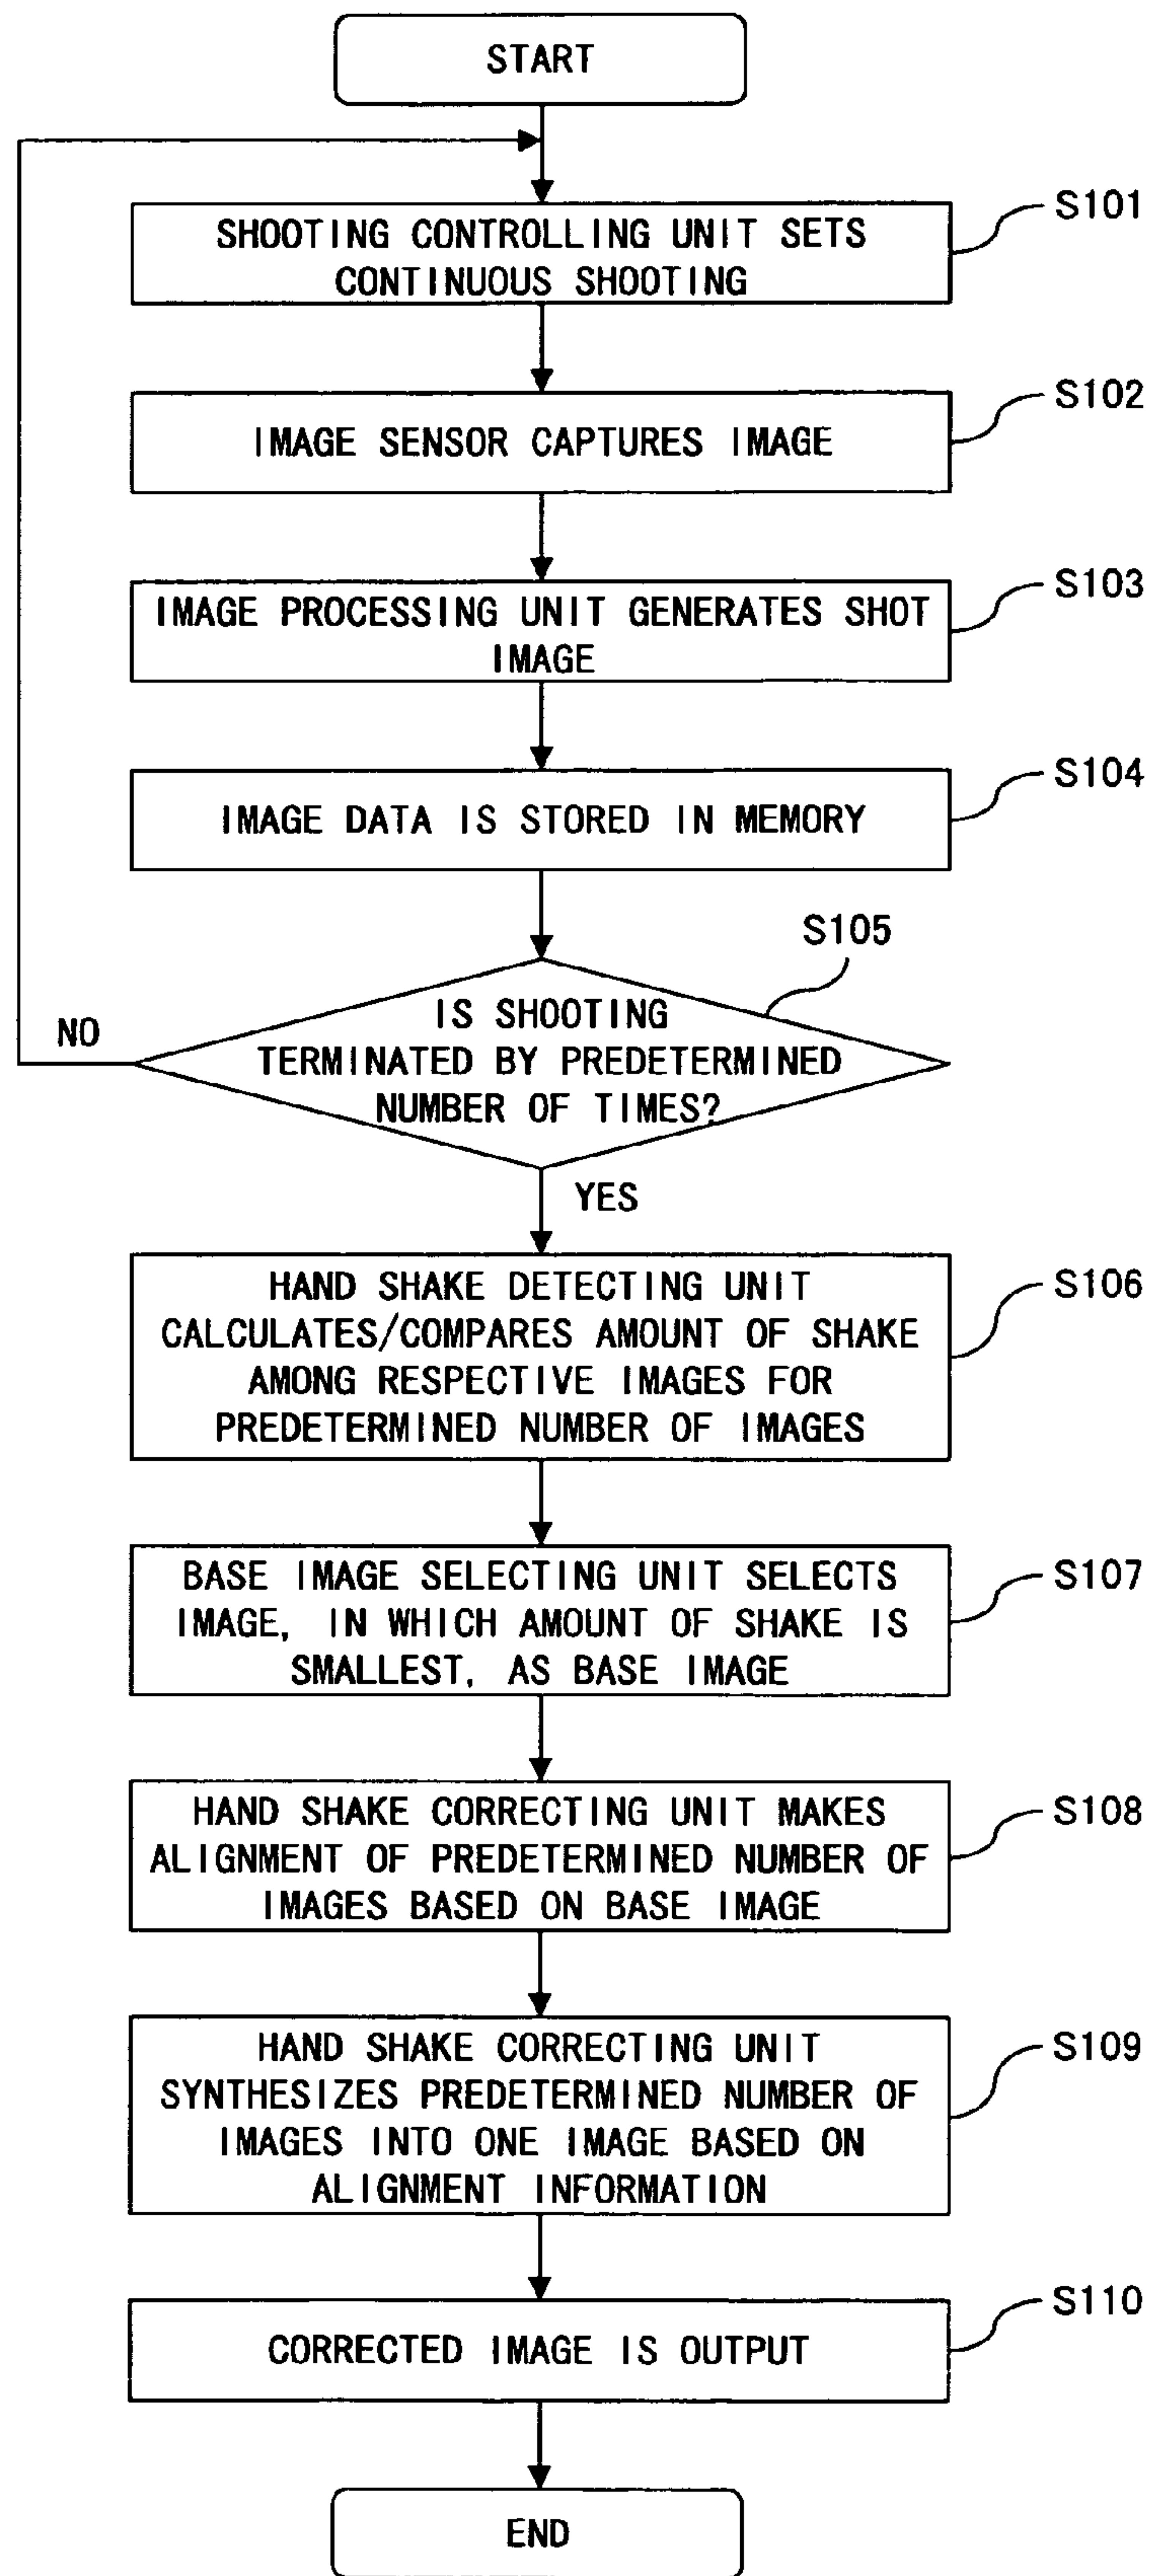 START
SHOOTING CONTROLLING UNIT SETS
CONTINUOUS SHOOTING
S101
IMAGE SENSOR CAPTURES IMAGE
S102
IMAGE PROCESSING UNIT GENERATES SHOT
IMAGE
S103
IMAGE DATA IS STORED IN MEMORY
S104
S105
IS SHOOTING
TERMINATED BY PREDETERMINED
NUMBER OF TIMES?
NO
YES
HAND SHAKE DETECTING UNIT
CALCULATES/COMPARES AMOUNT OF SHAKE
AMONG RESPECTIVE IMAGES FOR
PREDETERMINED NUMBER OF IMAGES
S106
BASE IMAGE SELECTING UNIT SELECTS
IMAGE, IN WHICH AMOUNT OF SHAKE IS
SMALLEST, AS BASE IMAGE
S107
HAND SHAKE CORRECTING UNIT MAKES
ALIGNMENT OF PREDETERMINED NUMBER OF
IMAGES BASED ON BASE IMAGE
S108
HAND SHAKE CORRECTING UNIT
SYNTHESIZES PREDETERMINED NUMBER OF
IMAGES INTO ONE IMAGE BASED ON
ALIGNMENT INFORMATION
S109
CORRECTED IMAGE IS OUTPUT
S110
END